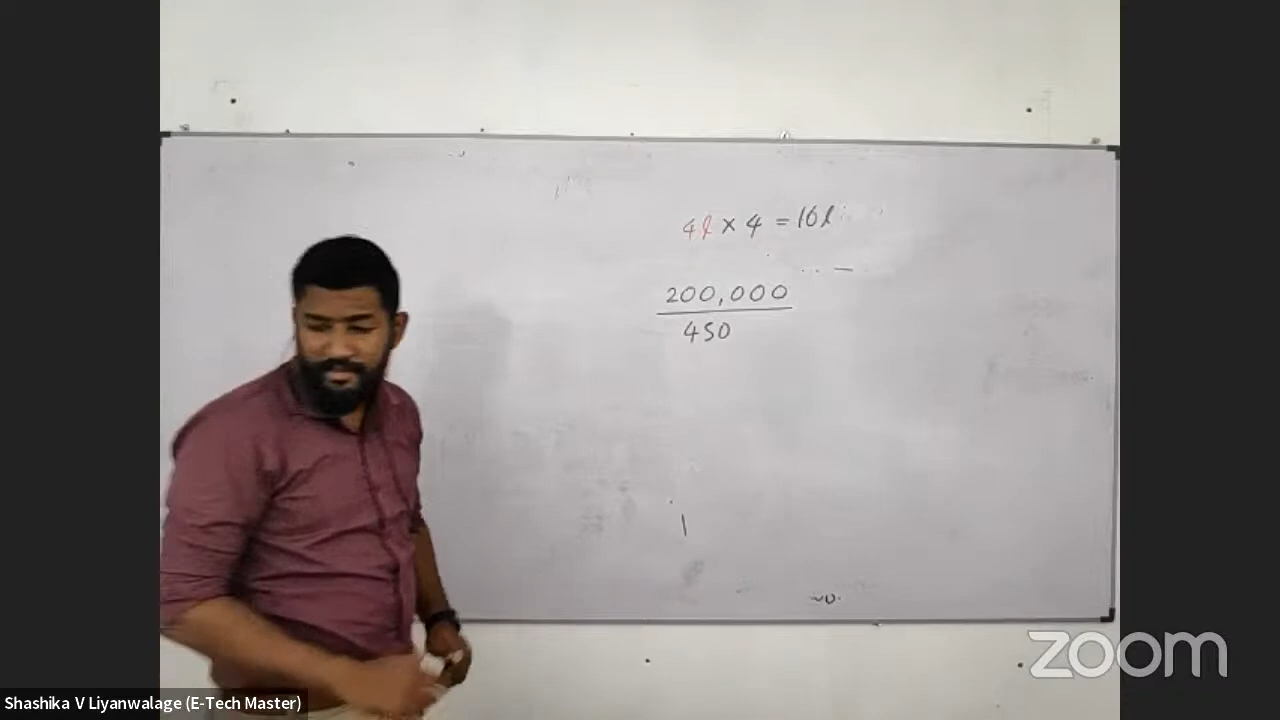 4l × 4 = 16l
200,000
450
zoom
Shashika V Liyanwalage (E-Tech Master)